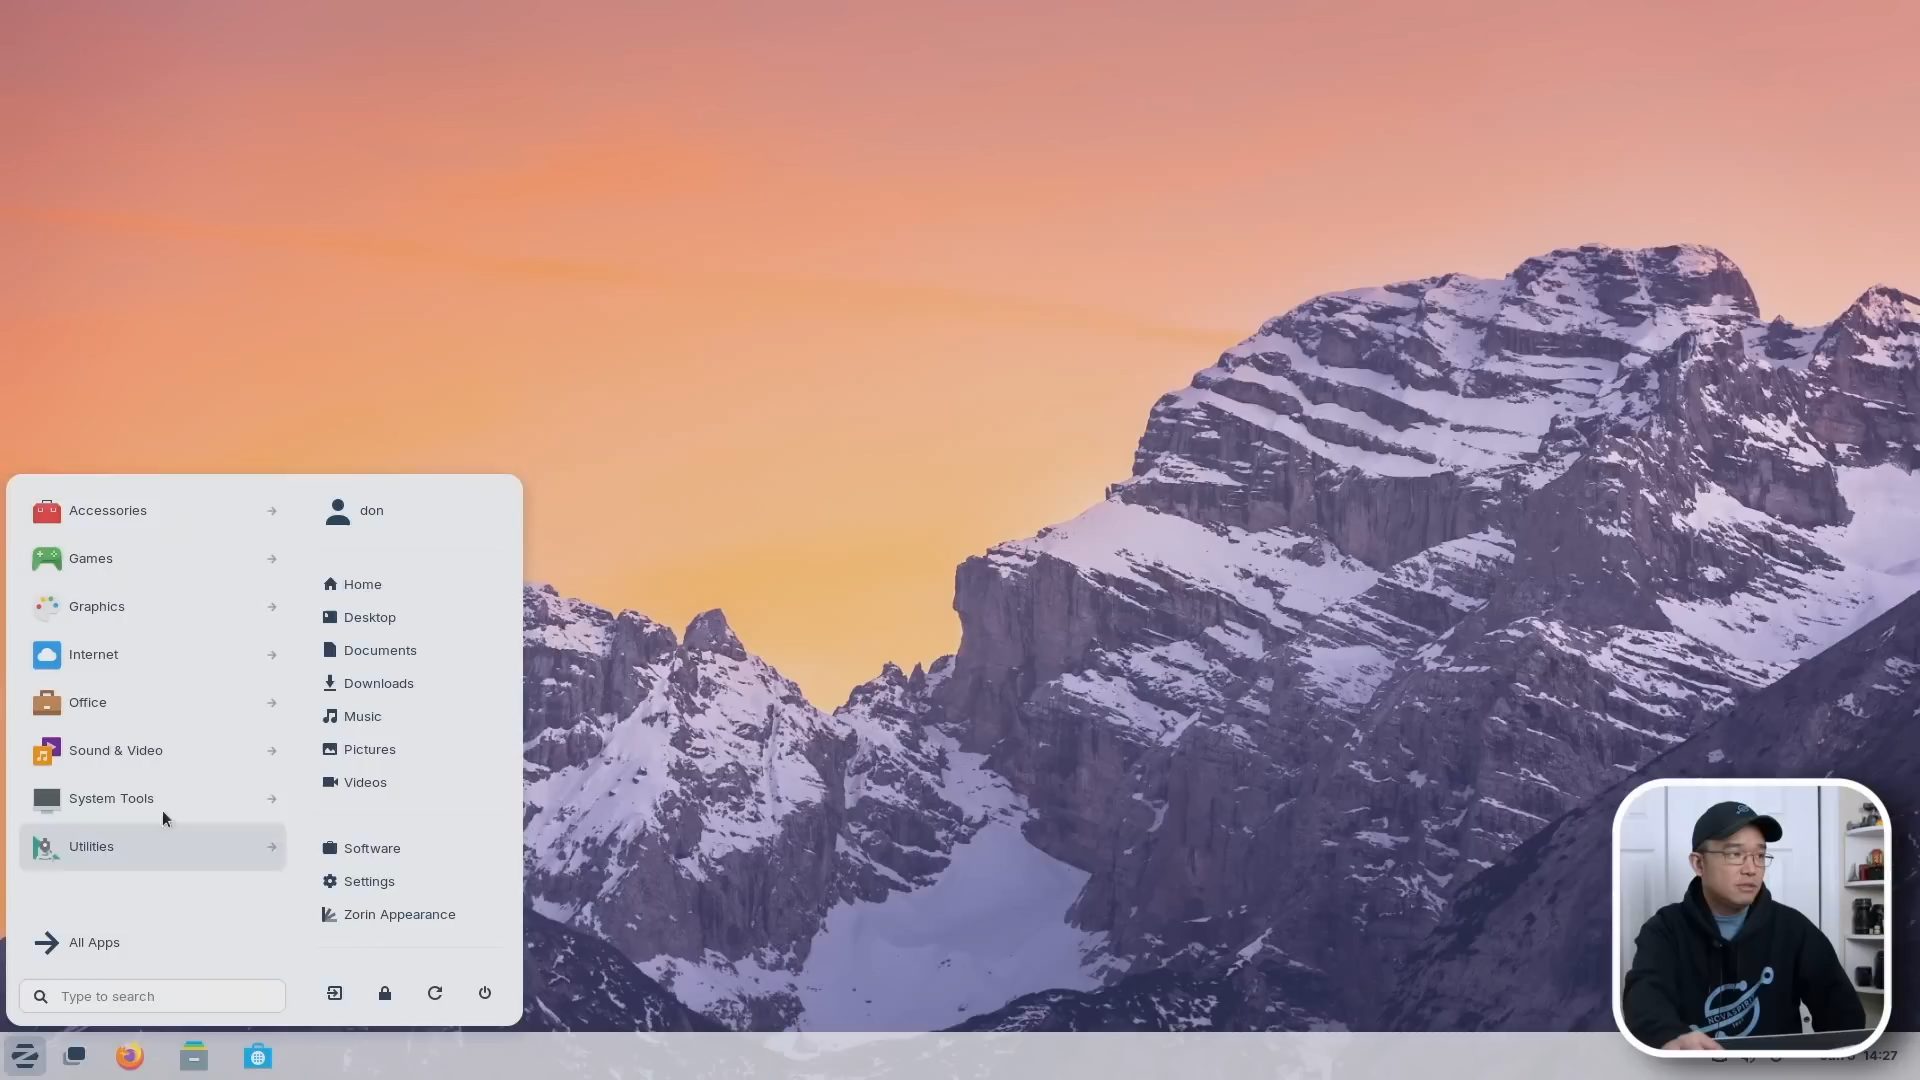 Accessories
Games
Graphics
Internet
Office
Sound & Video
System Tools
Utilities
All Apps
Type to search
don
Home
Desktop
Documents
Downloads
Music
Pictures
Videos
Software
Settings
Zorin Appearance
NOVASPIRIT
14:27